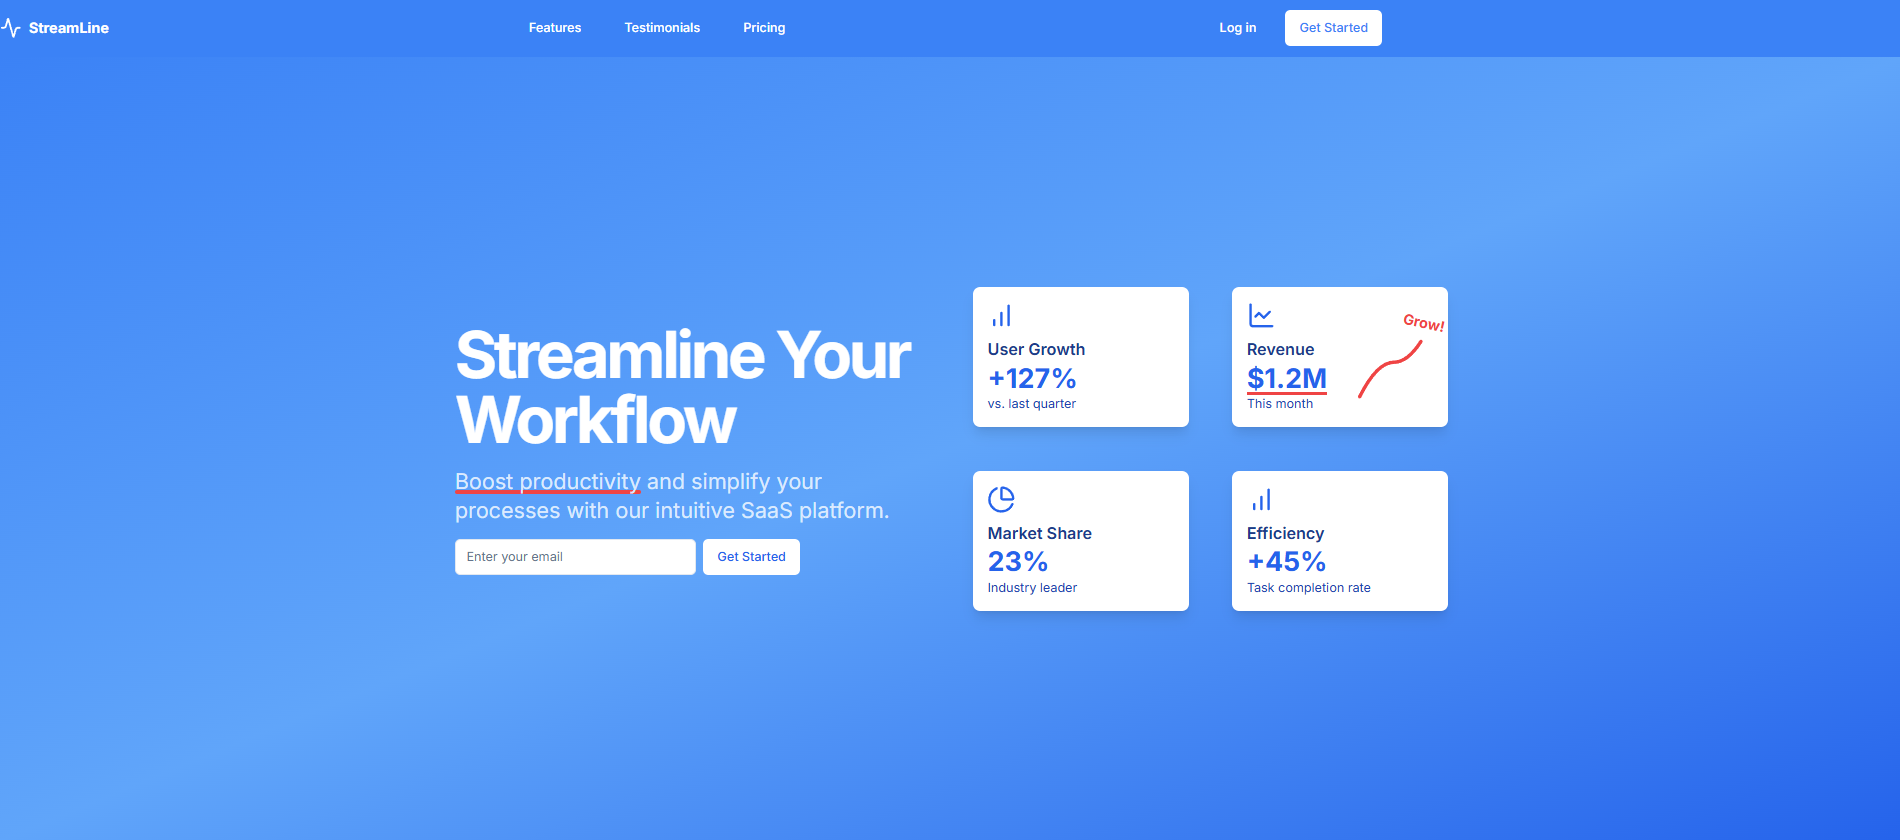 StreamLine
Features
Testimonials
Pricing
Log in
Get Started
Streamline Your
Workflow
Boost productivity and simplify your
processes with our intuitive SaaS platform.
Enter your email
Get Started
User Growth
+127%
vs. last quarter
Revenue
$1.2M
This month
Grow!
Market Share
23%
Industry leader
Efficiency
+45%
Task completion rate